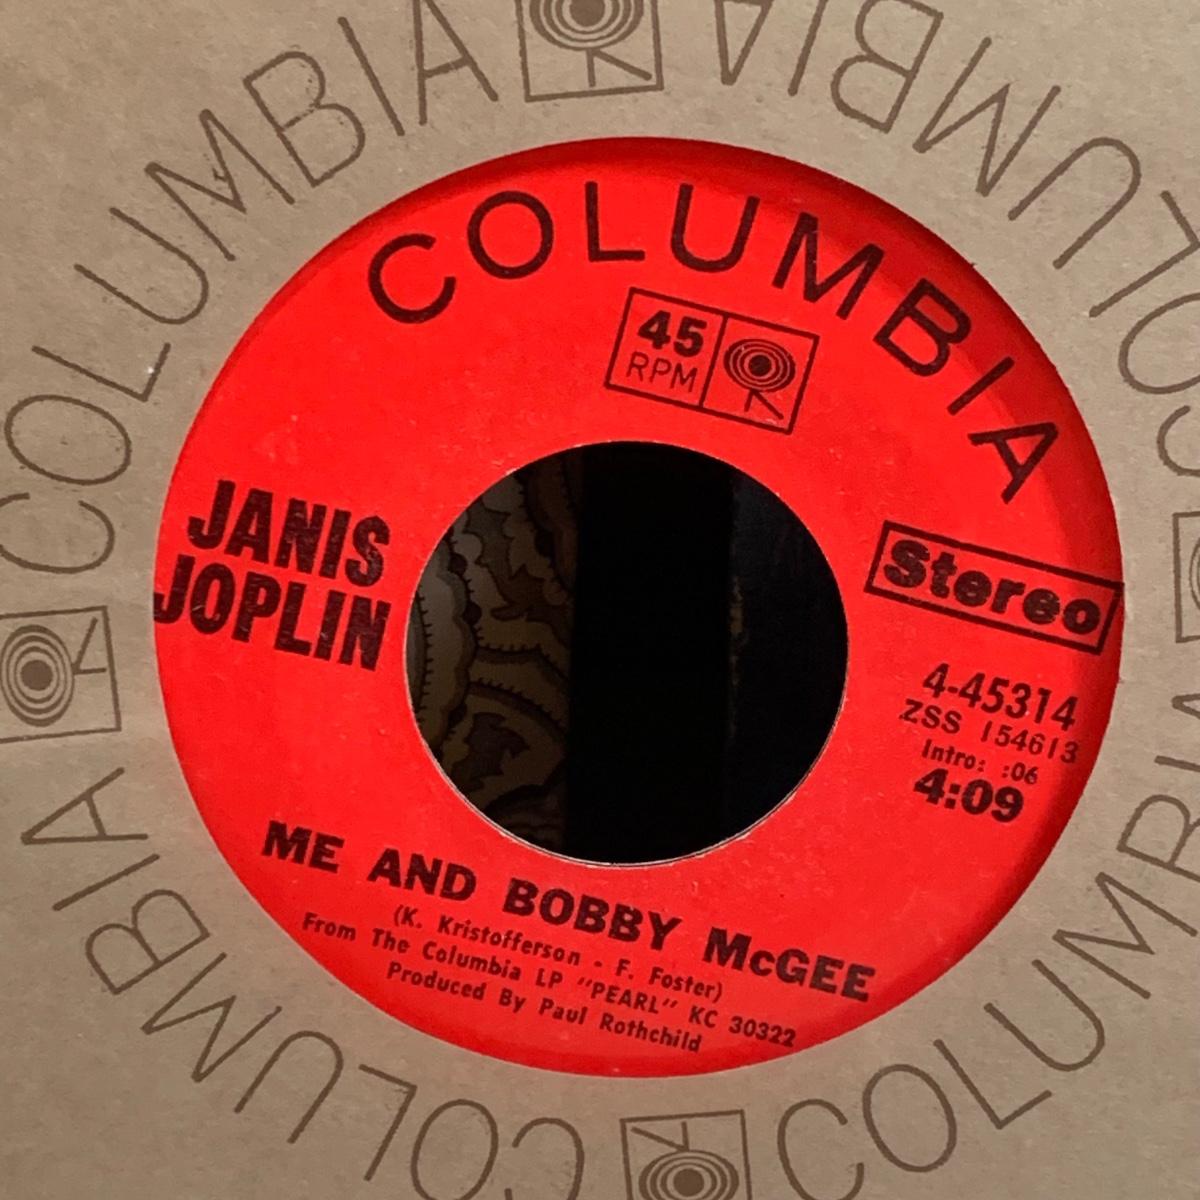 COLUMBIA
COLUMBIA
COLUMBIA
COLUMBIA
COLUMBIA
45
RPM
JANIS
JOPLIN
Stereo
4-45314
ZSS 154613
Intro: :06
4:09
ME AND BOBBY McGEE
(K. Kristofferson - F. Foster)
From The Columbia LP "PEARL" KC 30322
Produced By Paul Rothchild